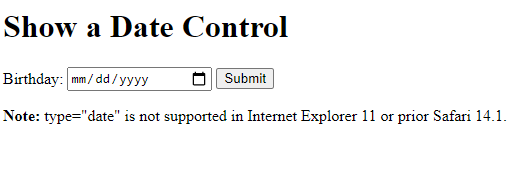 Show a Date Control
Birthday: mm/dd/yyyy Submit
Note: type="date" is not supported in Internet Explorer 11 or prior Safari 14.1.